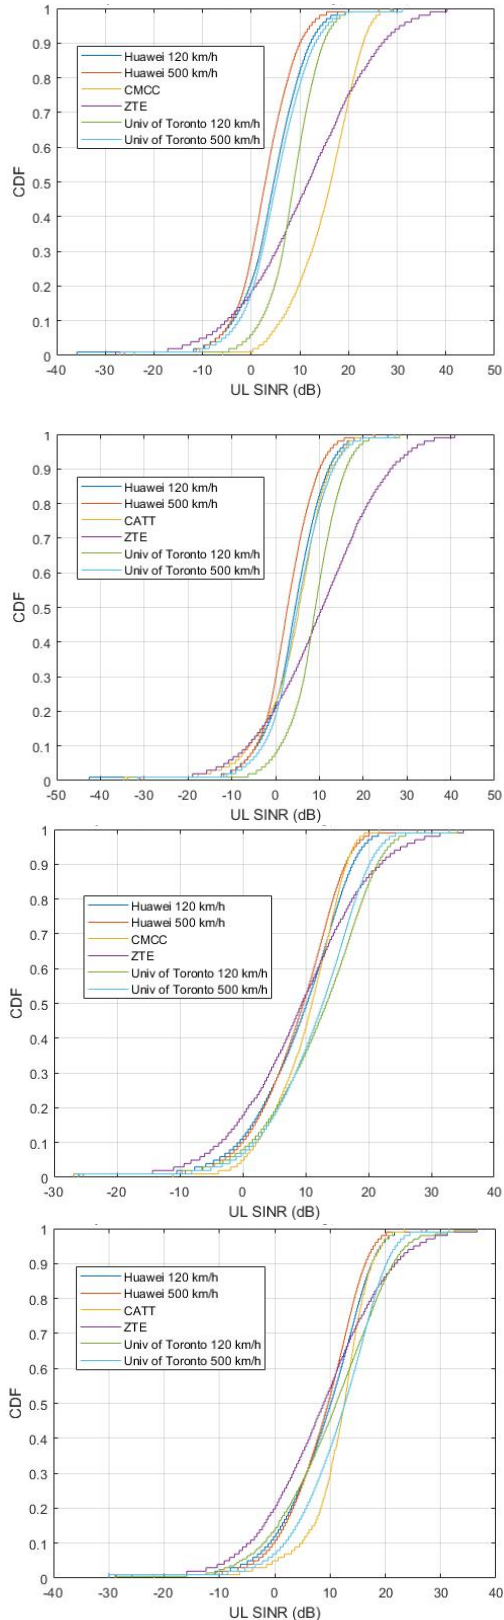 1
0.9
0.8
0.7
0.6
0.5
0.4
0.3
0.2
0.1
0
CDF
Huawei 120 km/h
Huawei 500 km/h
CMCC
ZTE
Univ of Toronto 120 km/h
Univ of Toronto 500 km/h
-40 -30 -20 -10 0 10 20 30 40 50
UL SINR (dB)
1
0.9
0.8
0.7
0.6
0.5
0.4
0.3
0.2
0.1
0
CDF
Huawei 120 km/h
Huawei 500 km/h
CATT
ZTE
Univ of Toronto 120 km/h
Univ of Toronto 500 km/h
-50 -40 -30 -20 -10 0 10 20 30 40 50
UL SINR (dB)
1
0.9
0.8
0.7
0.6
0.5
0.4
0.3
0.2
0.1
0
CDF
Huawei 120 km/h
Huawei 500 km/h
CMCC
ZTE
Univ of Toronto 120 km/h
Univ of Toronto 500 km/h
-30 -20 -10 0 10 20 30 40
UL SINR (dB)
1
0.9
0.8
0.7
0.6
0.5
0.4
0.3
0.2
0.1
0
CDF
Huawei 120 km/h
Huawei 500 km/h
CATT
ZTE
Univ of Toronto 120 km/h
Univ of Toronto 500 km/h
-40 -30 -20 -10 0 10 20 30 40
UL SINR (dB)